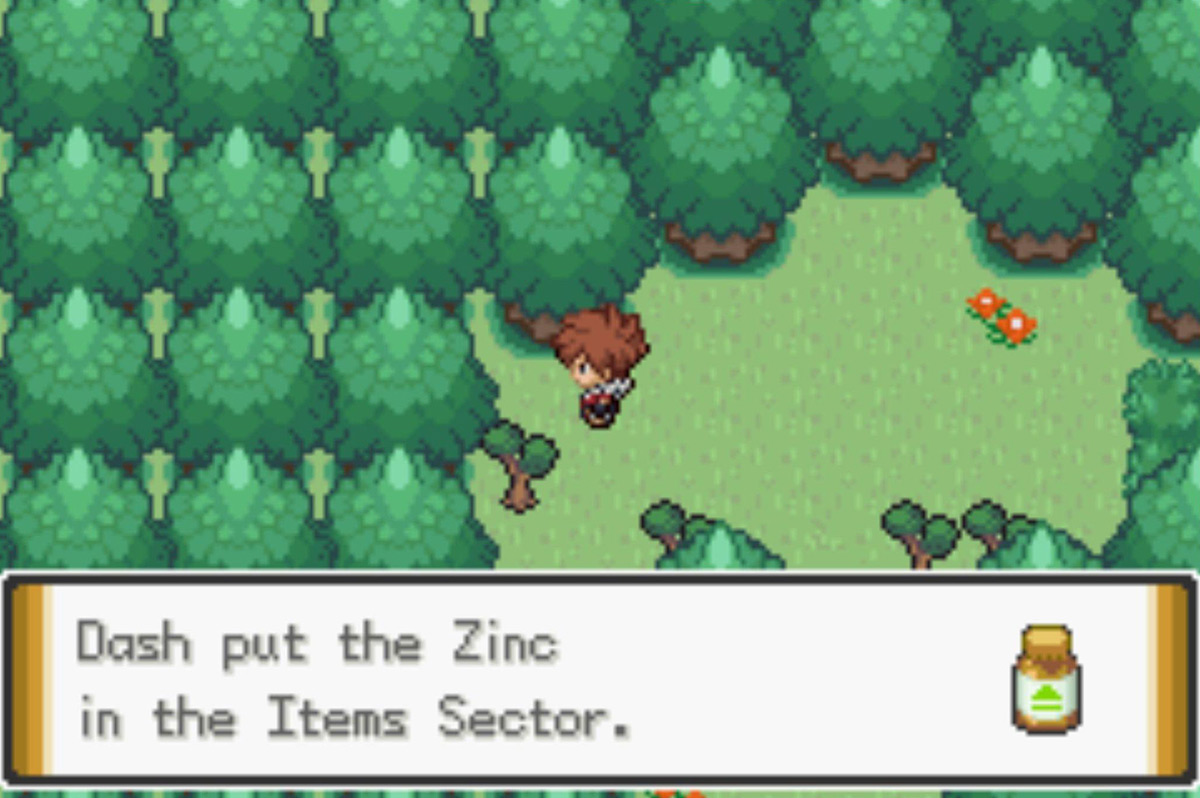 Dash put the Zinc
in the Items Sector.